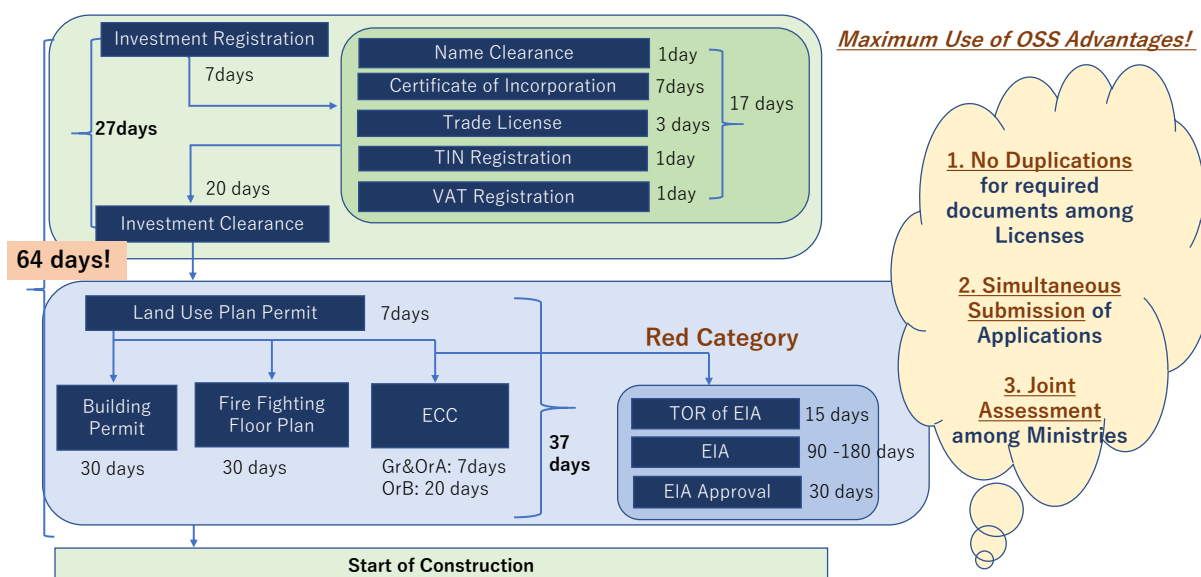 Maximum Use of OSS Advantages!
Investment Registration
7days
Name Clearance
1day
Certificate of Incorporation
7days
Trade License
3 days
TIN Registration
1day
VAT Registration
1day
17 days
27days
20 days
Investment Clearance
64 days!
Land Use Plan Permit
7days
Red Category
Building
Permit
30 days
Fire Fighting
Floor Plan
30 days
ECC
Gr&OrA: 7days
OrB: 20 days
37
days
TOR of EIA
15 days
EIA
90 -180 days
EIA Approval
30 days
Start of Construction
1. No Duplications
for required
documents among
Licenses
2. Simultaneous
Submission of
Applications
3. Joint
Assessment
among Ministries